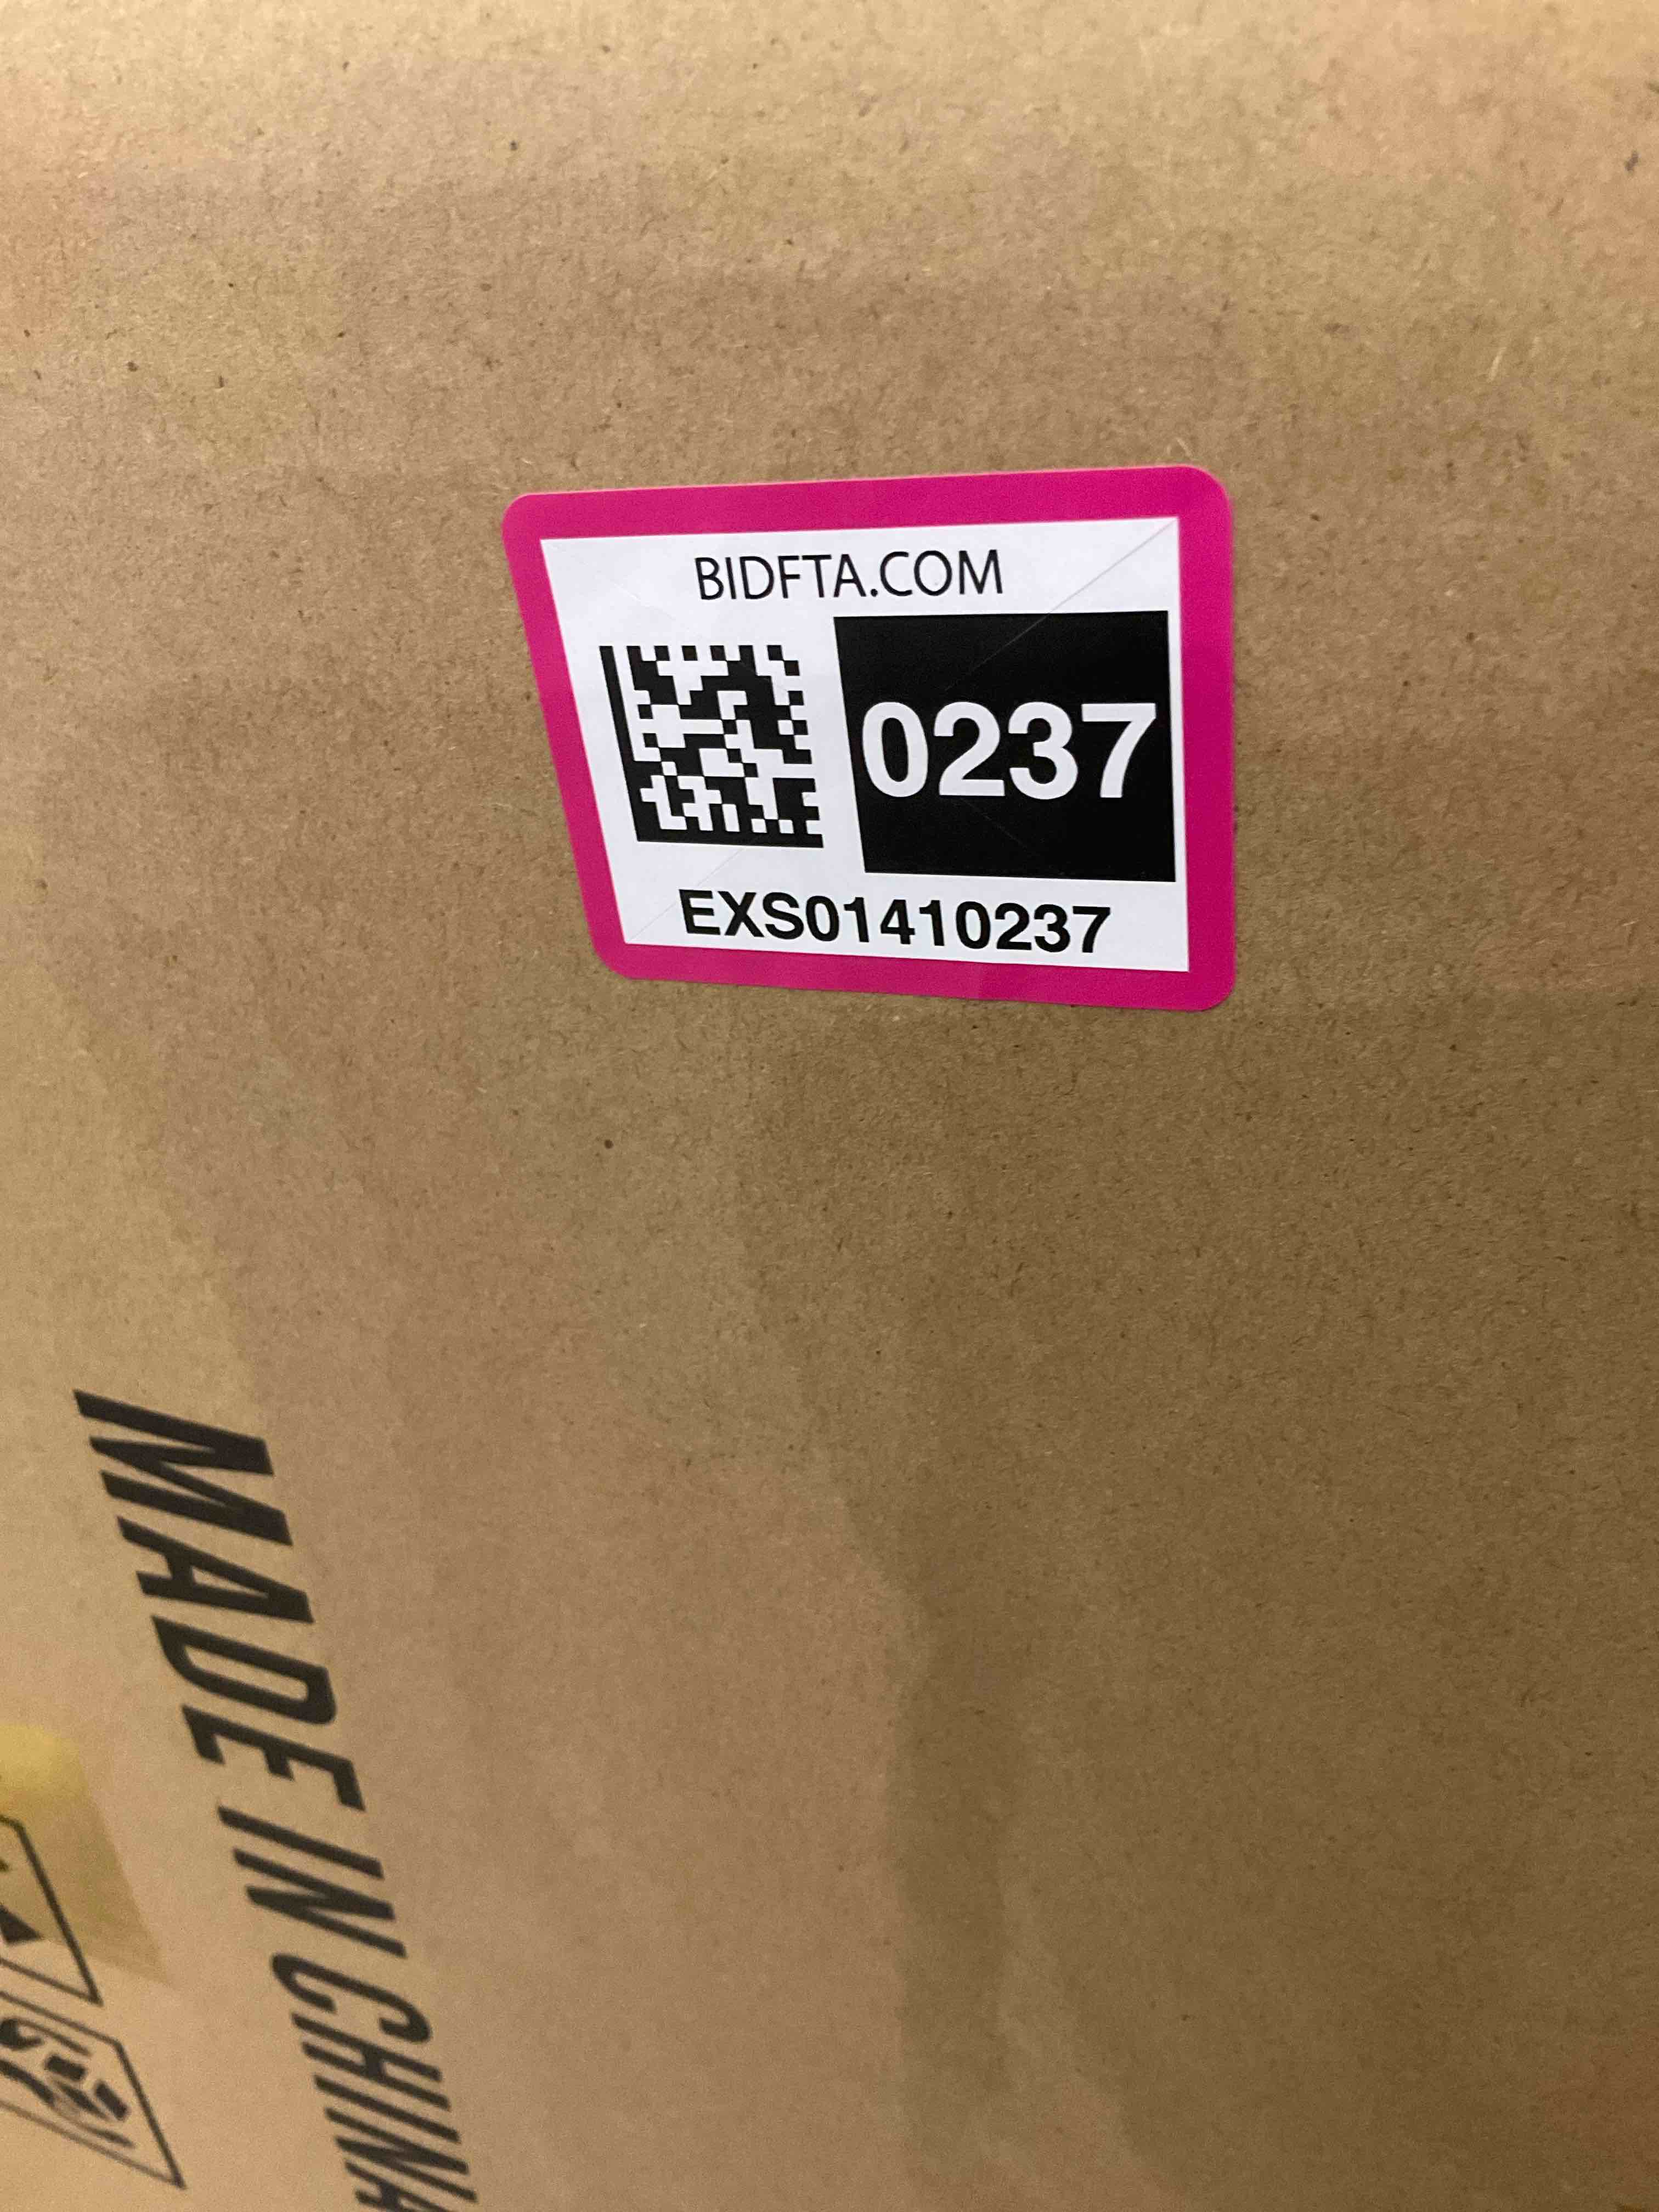 BIDFTA.COM
0237
EXS01410237
MADE IN CHINA